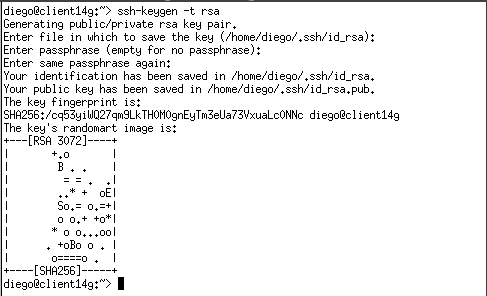 diego@client14g:~> ssh-keygen -t rsa
Generating public/private rsa key pair.
Enter file in which to save the key (/home/diego/.ssh/id_rsa):
Enter passphrase (empty for no passphrase):
Enter same passphrase again:
Your identification has been saved in /home/diego/.ssh/id_rsa.
Your public key has been saved in /home/diego/.ssh/id_rsa.pub.
The key fingerprint is:
SHA256:/cq53yiWQ27qm9LkTHOMOgnEyTm3eUa73VxuaLcONNc diego@client14g
The key's randomart image is:
+---[RSA 3072]----+
|       +.o       |
|        B . .    |
|         = = .  .|
|        ..* +  oE|
|        So.= o.=+|
|        o o.+ +o*|
|       * o o...oo|
|      . +oBo o . |
|       o====o .  |
+----[SHA256]-----+
diego@client14g:~>